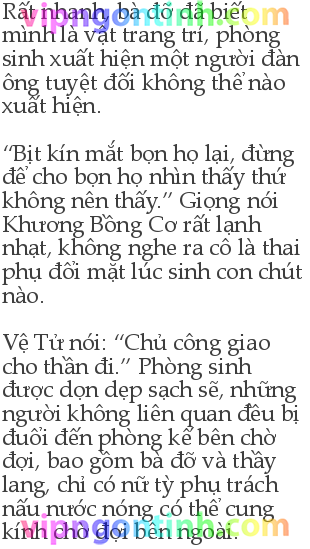 Rất nhanh, bà đỡ đã biết
vipngontinh.com
mình là vật trang trí, phòng
sinh xuất hiện một người đàn
ông tuyệt đối không thể nào
xuất hiện.
“Bịt kín mắt bọn họ lại, đừng
để cho bọn họ nhìn thấy thứ
không nên thấy.” Giọng nói
Khương Bồng Cơ rất lạnh
nhạt, không nghe ra cô là thai
phụ đối mặt lúc sinh con chút
nào.
Vệ Tử nói: “Chủ công giao
cho thần đi.” Phòng sinh
được dọn dẹp sạch sẽ, những
người không liên quan đều bị
đuổi đến phòng kế bên chờ
đợi, bao gồm bà đỡ và thầy
lang, chỉ có nữ tỳ phụ trách
nấu nước nóng có thể cung
vipngontinh.com
kính chờ đợi bên ngoài.